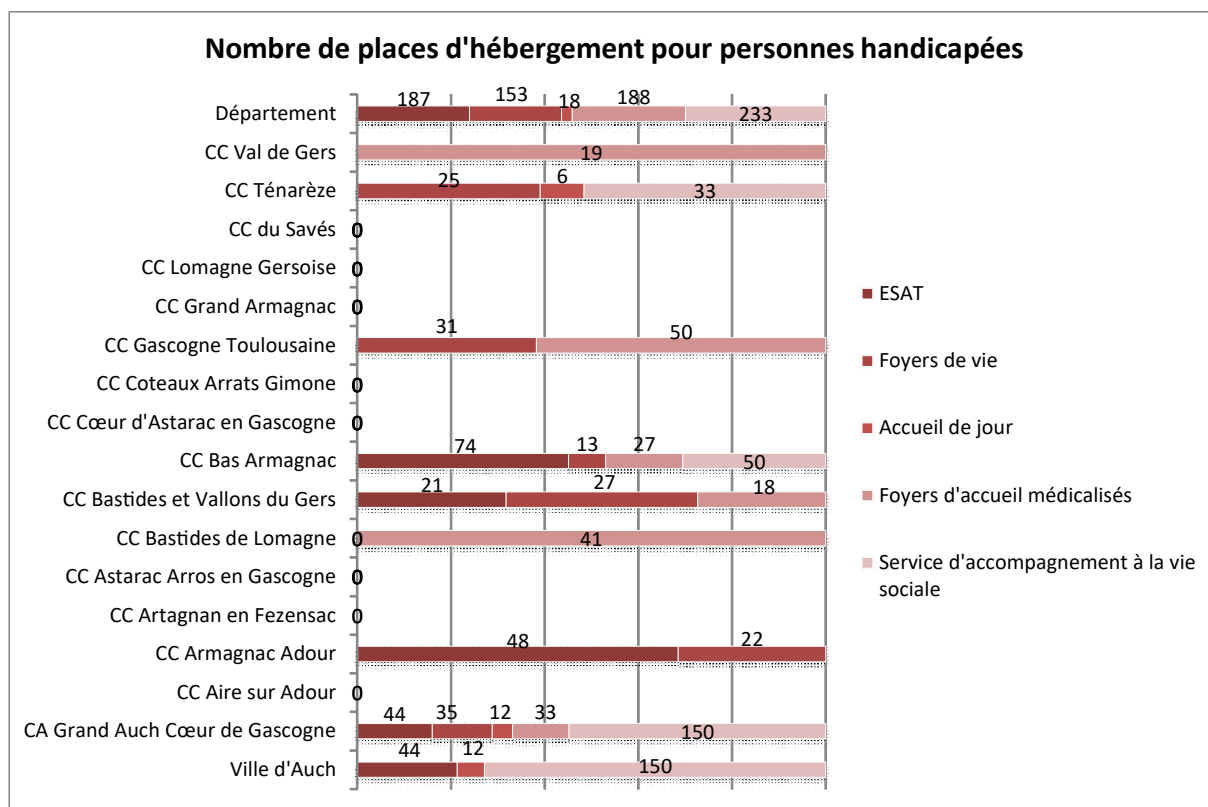 Nombre de places d'hébergement pour personnes handicapées
Département 187 153 18 188 233
CC Val de Gers 19
CC Ténarèze 25 6 33
CC du Savés 0
CC Lomagne Gersoise 0
CC Grand Armagnac 0
CC Gascogne Toulousaine 31 50
CC Coteaux Arrats Gimone 0
CC Cœur d'Astarac en Gascogne 0
CC Bas Armagnac 74 13 27 50
CC Bastides et Vallons du Gers 21 27 18
CC Bastides de Lomagne 0 41
CC Astarac Arros en Gascogne 0
CC Artagnan en Fezensac 0
CC Armagnac Adour 48 22
CC Aire sur Adour 0
CA Grand Auch Cœur de Gascogne 44 35 12 33 150
Ville d'Auch 44 12 150
ESAT
Foyers de vie
Accueil de jour
Foyers d'accueil médicalisés
Service d'accompagnement à la vie
sociale